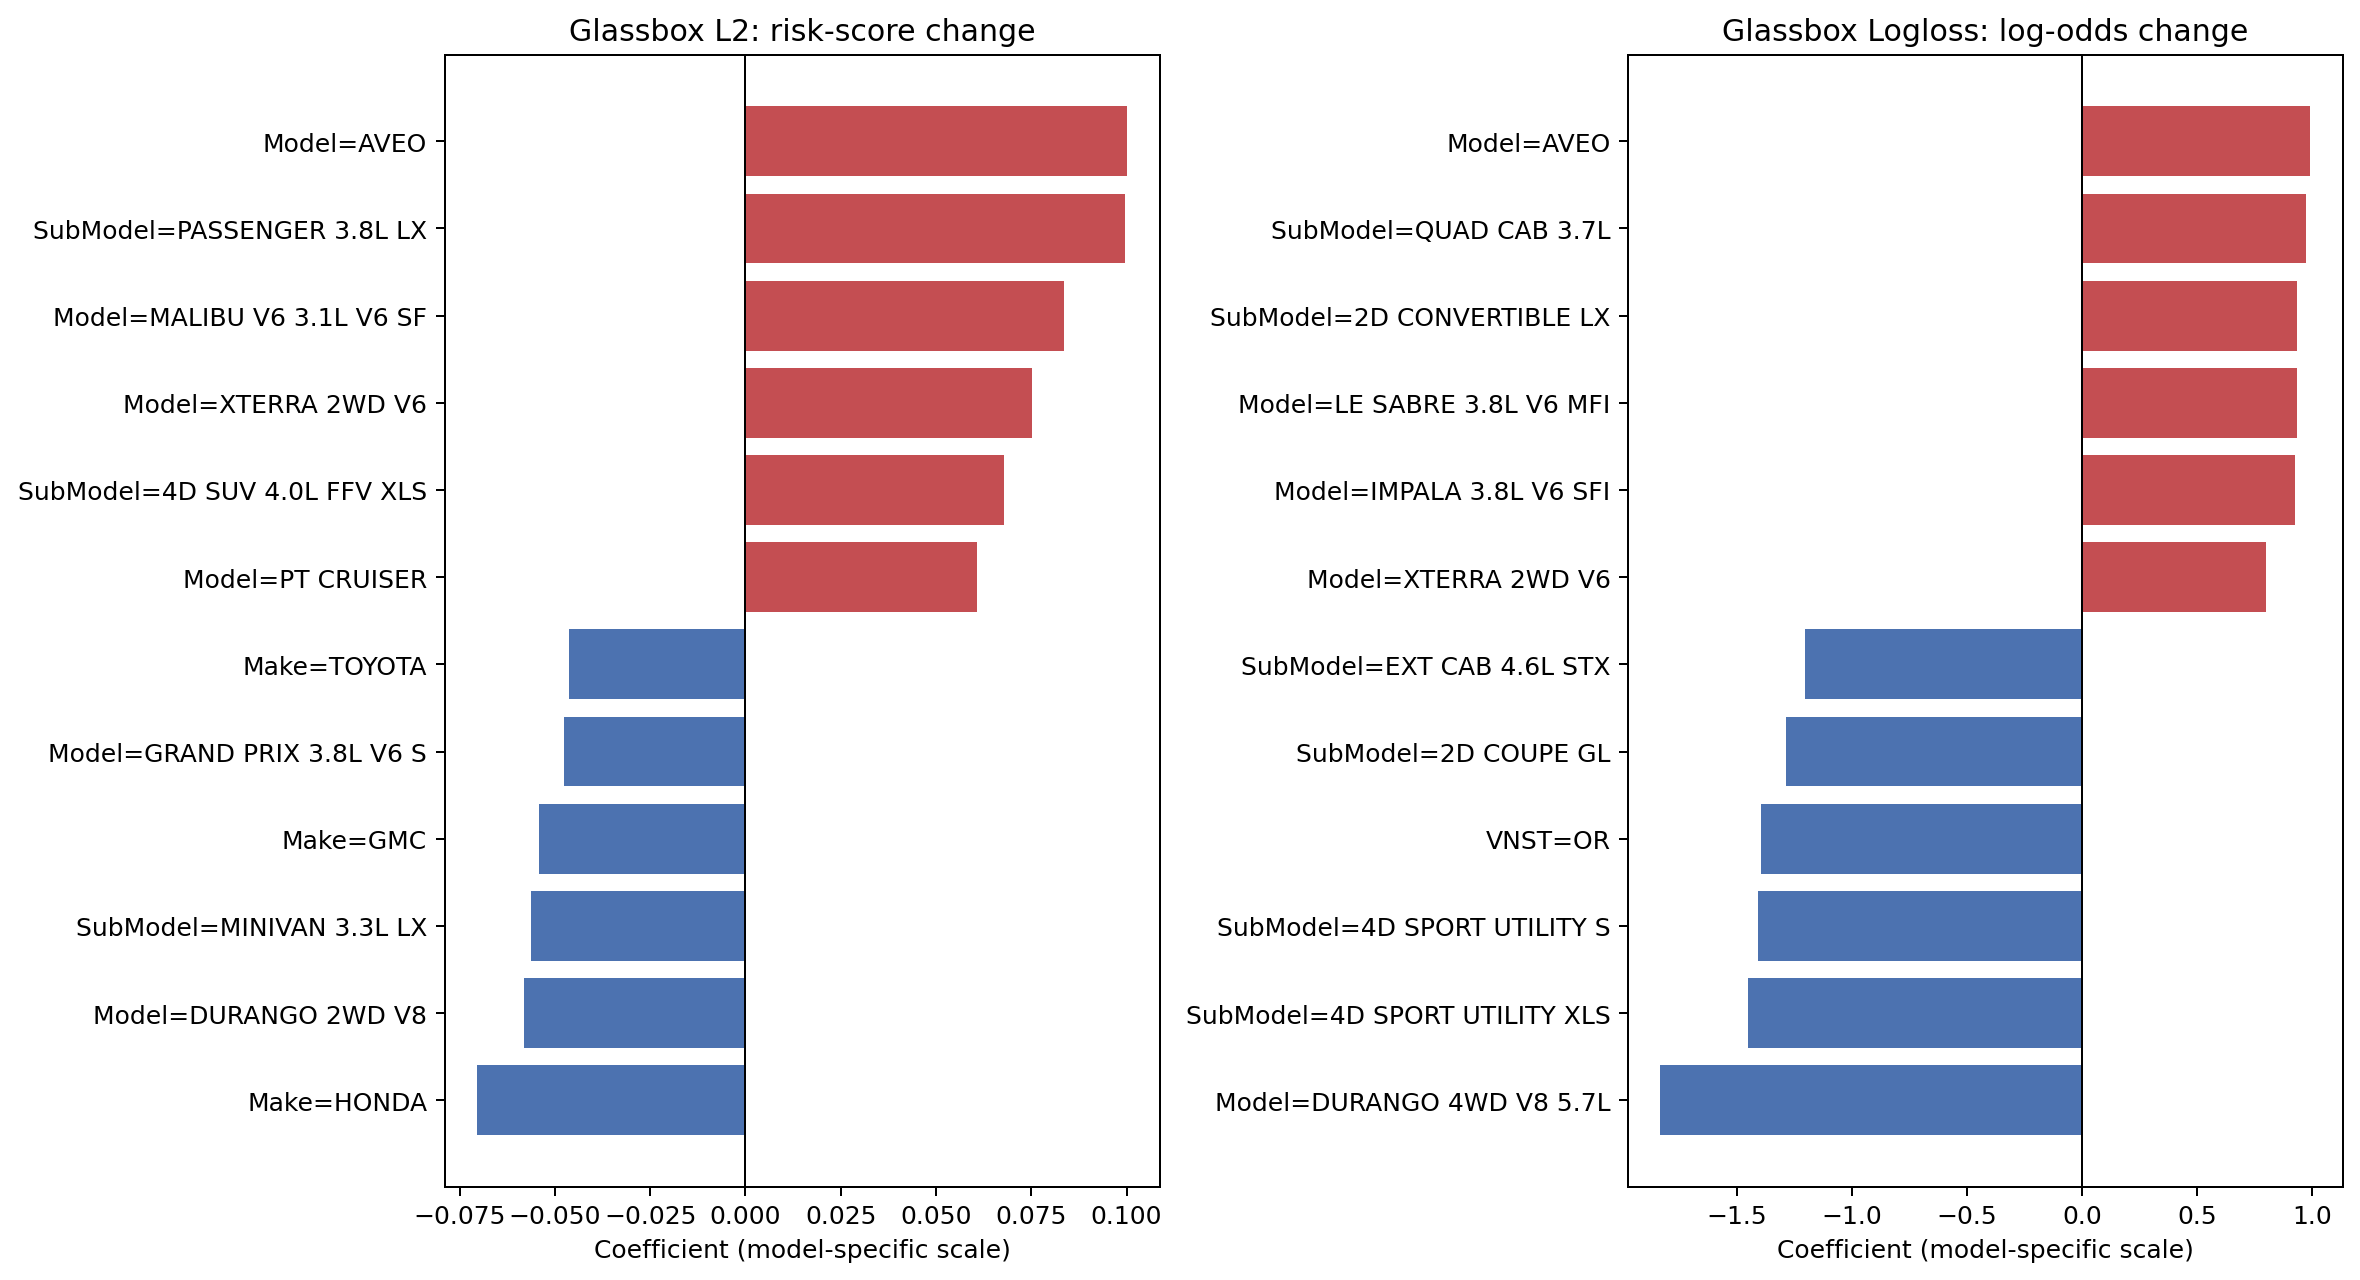 Glassbox L2: risk-score change
Model=AVEO
SubModel=PASSENGER 3.8L LX
Model=MALIBU V6 3.1L V6 SF
Model=XTERRA 2WD V6
SubModel=4D SUV 4.0L FFV XLS
Model=PT CRUISER
Make=TOYOTA
Model=GRAND PRIX 3.8L V6 S
Make=GMC
SubModel=MINIVAN 3.3L LX
Model=DURANGO 2WD V8
Make=HONDA
−0.075 −0.050 −0.025 0.000 0.025 0.050 0.075 0.100
Coefficient (model-specific scale)
Glassbox Logloss: log-odds change
Model=AVEO
SubModel=QUAD CAB 3.7L
SubModel=2D CONVERTIBLE LX
Model=LE SABRE 3.8L V6 MFI
Model=IMPALA 3.8L V6 SFI
Model=XTERRA 2WD V6
SubModel=EXT CAB 4.6L STX
SubModel=2D COUPE GL
VNST=OR
SubModel=4D SPORT UTILITY S
SubModel=4D SPORT UTILITY XLS
Model=DURANGO 4WD V8 5.7L
−1.5 −1.0 −0.5 0.0 0.5 1.0
Coefficient (model-specific scale)